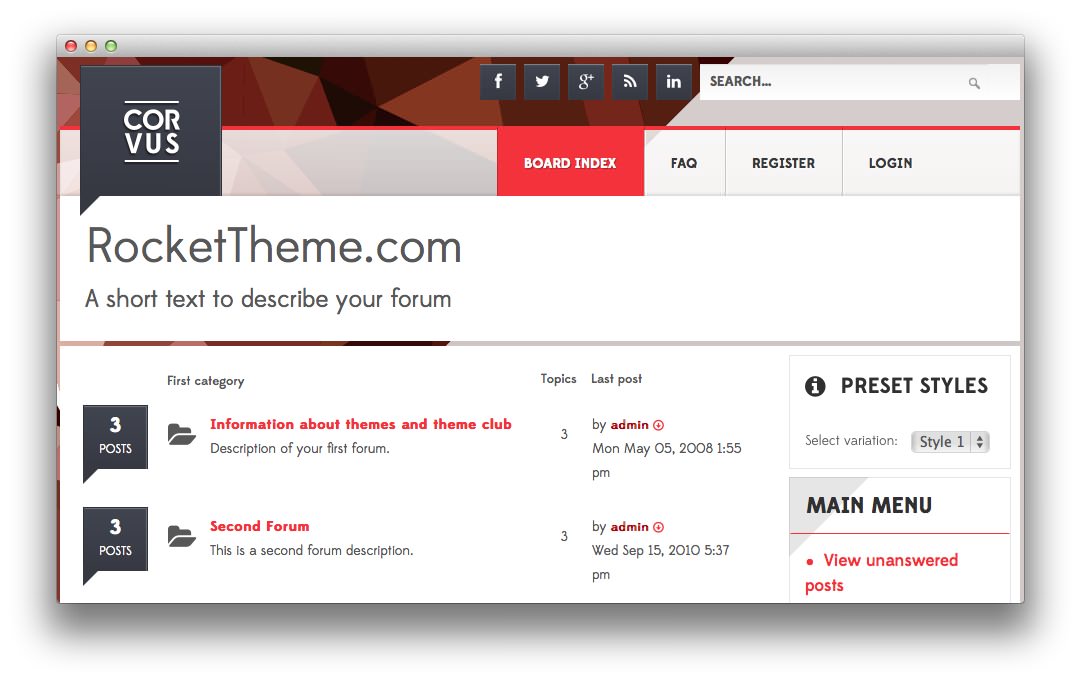 COR
VUS
f g+ in SEARCH...
BOARD INDEX FAQ REGISTER LOGIN
RocketTheme.com
A short text to describe your forum
First category Topics Last post
3
POSTS
Information about themes and theme club
Description of your first forum.
3
by admin
Mon May 05, 2008 1:55
pm
3
POSTS
Second Forum
This is a second forum description.
3
by admin
Wed Sep 15, 2010 5:37
pm
PRESET STYLES
Select variation: Style 1
MAIN MENU
• View unanswered
posts